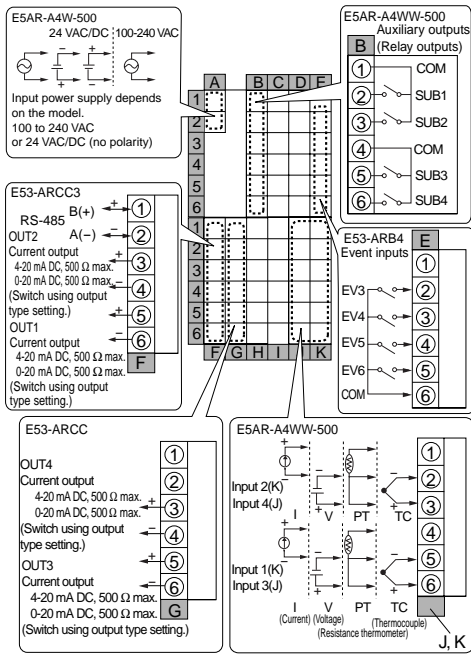 E5AR-A4W-500
24 VAC/DC 100-240 VAC
Input power supply depends
on the model.
100 to 240 VAC
or 24 VAC/DC (no polarity)
A B C D E
1
2
3
4
5
6
1
2
3
4
5
6
F G H I J K
E5AR-A4WW-500
Auxiliary outputs
(Relay outputs)
B
1 COM
2 SUB1
3 SUB2
4 COM
5 SUB3
6 SUB4
E53-ARCC3
RS-485 B(+) + 1
OUT2 A(−) − 2
Current output + 3
4-20 mA DC, 500 Ω max.
0-20 mA DC, 500 Ω max. − 4
(Switch using output
type setting.) + 5
OUT1 − 6
Current output
4-20 mA DC, 500 Ω max. F
0-20 mA DC, 500 Ω max.
(Switch using output
type setting.)
E53-ARB4 E
Event inputs
1
EV3 2
EV4 3
EV5 4
EV6 5
COM 6
E53-ARCC
1
OUT4
Current output 2
4-20 mA DC, 500 Ω max.
0-20 mA DC, 500 Ω max. + 3
(Switch using output − 4
type setting.)
OUT3 + 5
Current output − 6
4-20 mA DC, 500 Ω max.
0-20 mA DC, 500 Ω max. G
(Switch using output type setting.)
E5AR-A4WW-500
1
2
Input 2(K)
Input 4(J) 3
I V PT TC
4
5
Input 1(K)
Input 3(J) 6
I V PT TC
(Current) (Voltage) (Thermocouple)
(Resistance thermometer)
J, K